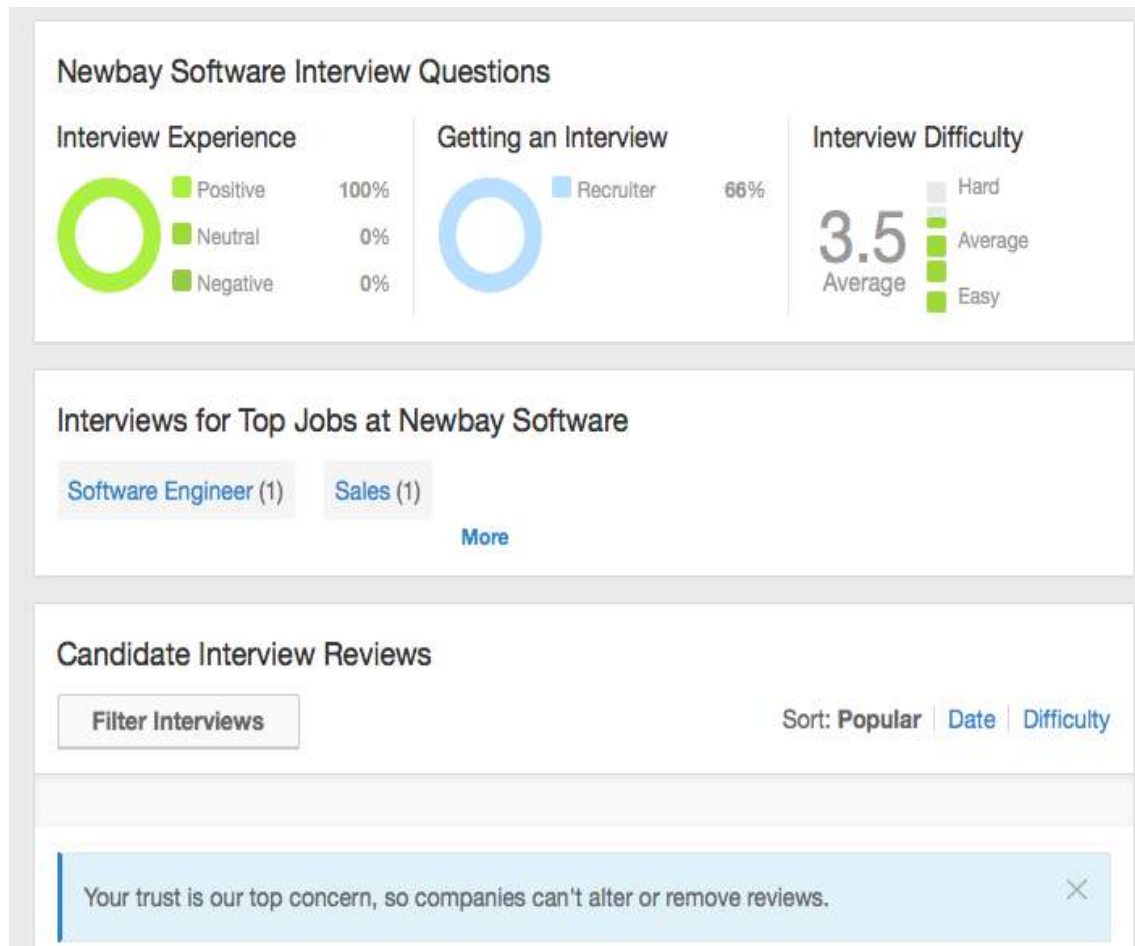 Newbay Software Interview Questions
Interview Experience
Positive 100%
Neutral 0%
Negative 0%
Getting an Interview
Recruiter 66%
Interview Difficulty
3.5
Average
Hard
Average
Easy
Interviews for Top Jobs at Newbay Software
Software Engineer (1) Sales (1)
More
Candidate Interview Reviews
Filter Interviews
Sort: Popular Date Difficulty
Your trust is our top concern, so companies can't alter or remove reviews.